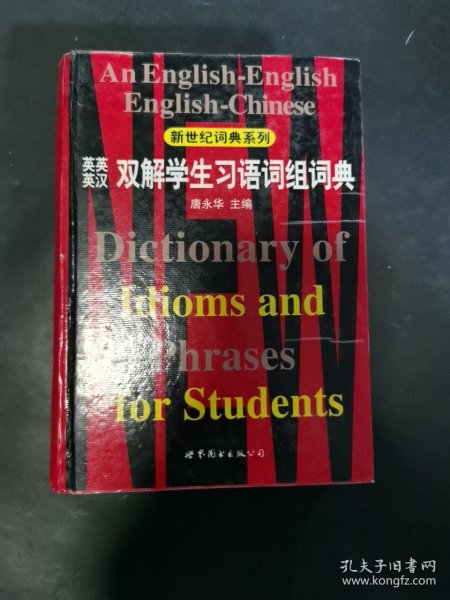 An English-English
English-Chinese
新世纪词典系列
英英
英汉
双解学生习语词组词典
唐永华 主编
Dictionary of
Idioms and
Phrases
for Students
世界图书出版公司
孔夫子旧书网
www.kongfz.com